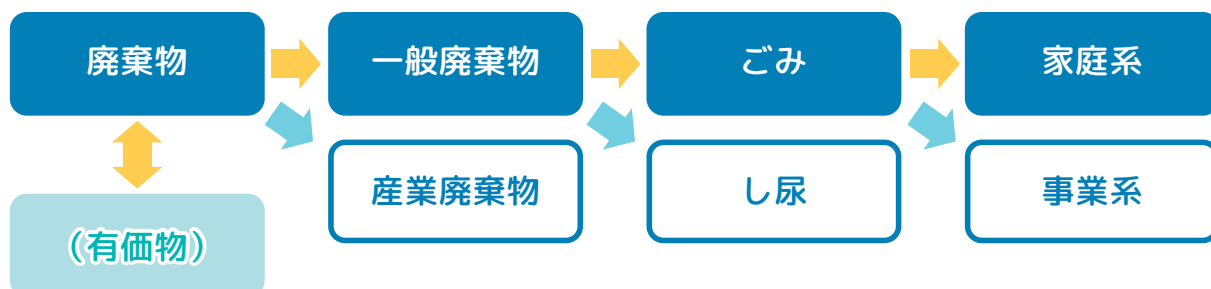 廃棄物
一般廃棄物
ごみ
家庭系
産業廃棄物
し尿
事業系
（有価物）